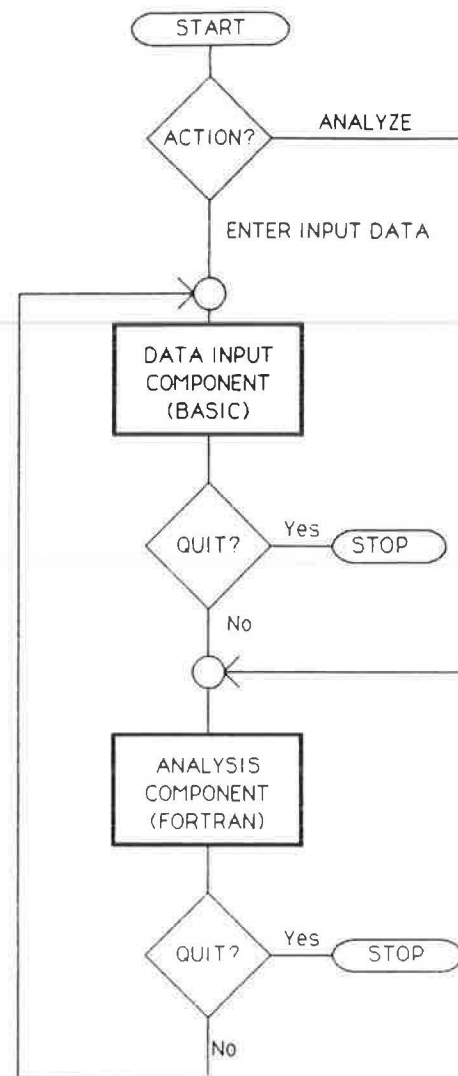 START
ACTION?
ANALYZE
ENTER INPUT DATA
DATA INPUT
COMPONENT
(BASIC)
QUIT?
Yes
STOP
No
ANALYSIS
COMPONENT
(FORTRAN)
QUIT?
Yes
STOP
No